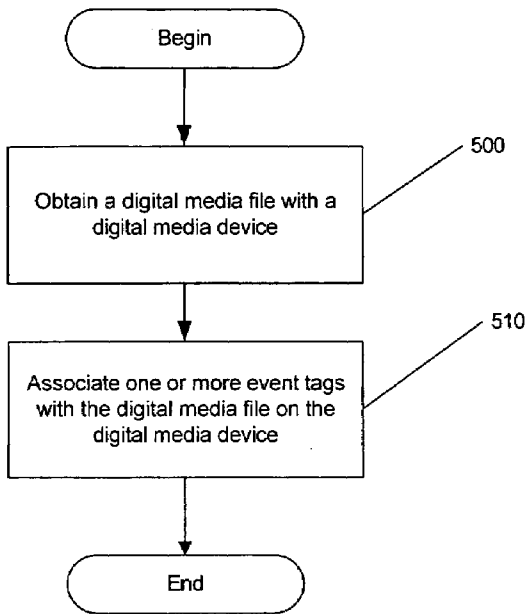 Begin
500
Obtain a digital media file with a
digital media device
510
Associate one or more event tags
with the digital media file on the
digital media device
End